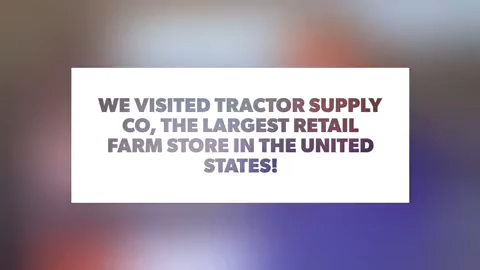 WE VISITED TRACTOR SUPPLY
CO, THE LARGEST RETAIL
FARM STORE IN THE UNITED
STATES!